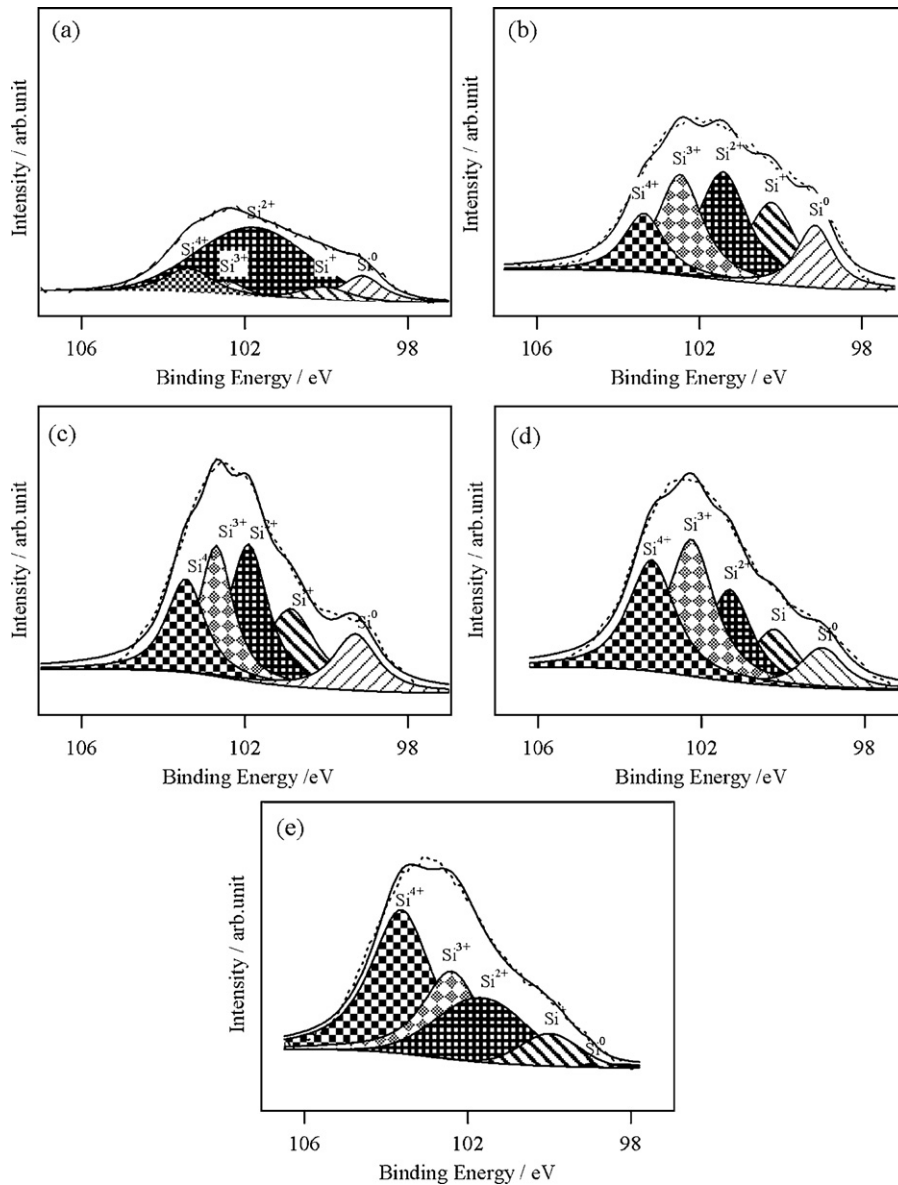 (a)
Intensity / arb.unit
Si4+
Si3+
Si2+
Si+
Si0
106 102 98
Binding Energy / eV
(b)
Intensity / arb.unit
Si4+
Si3+
Si2+
Si+
Si0
106 102 98
Binding Energy / eV
(c)
Intensity / arb.unit
Si4
Si3+
Si2+
Si+
Si0
106 102 98
Binding Energy /eV
(d)
Intensity / arb.unit
Si4+
Si3+
Si2+
Si
Si0
106 102 98
Binding Energy / eV
(e)
Intensity / arb.unit
Si4+
Si3+
Si2+
Si+
Si0
106 102 98
Binding Energy / eV